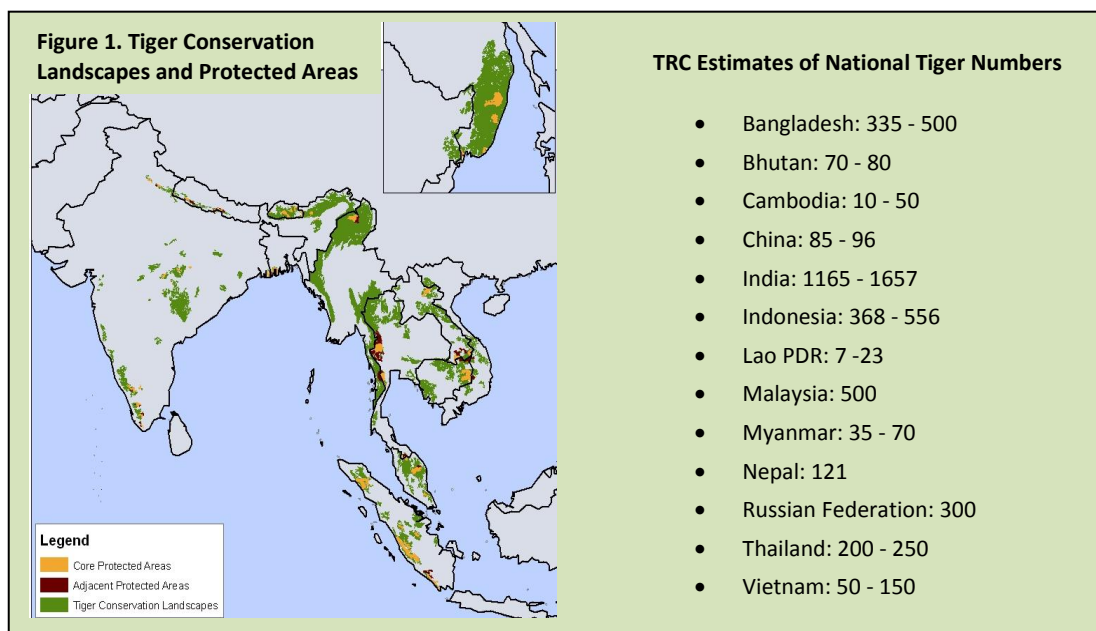 Figure 1. Tiger Conservation
Landscapes and Protected Areas
Legend
Core Protected Areas
Adjacent Protected Areas
Tiger Conservation Landscapes
TRC Estimates of National Tiger Numbers
• Bangladesh: 335 - 500
• Bhutan: 70 - 80
• Cambodia: 10 - 50
• China: 85 - 96
• India: 1165 - 1657
• Indonesia: 368 - 556
• Lao PDR: 7 -23
• Malaysia: 500
• Myanmar: 35 - 70
• Nepal: 121
• Russian Federation: 300
• Thailand: 200 - 250
• Vietnam: 50 - 150